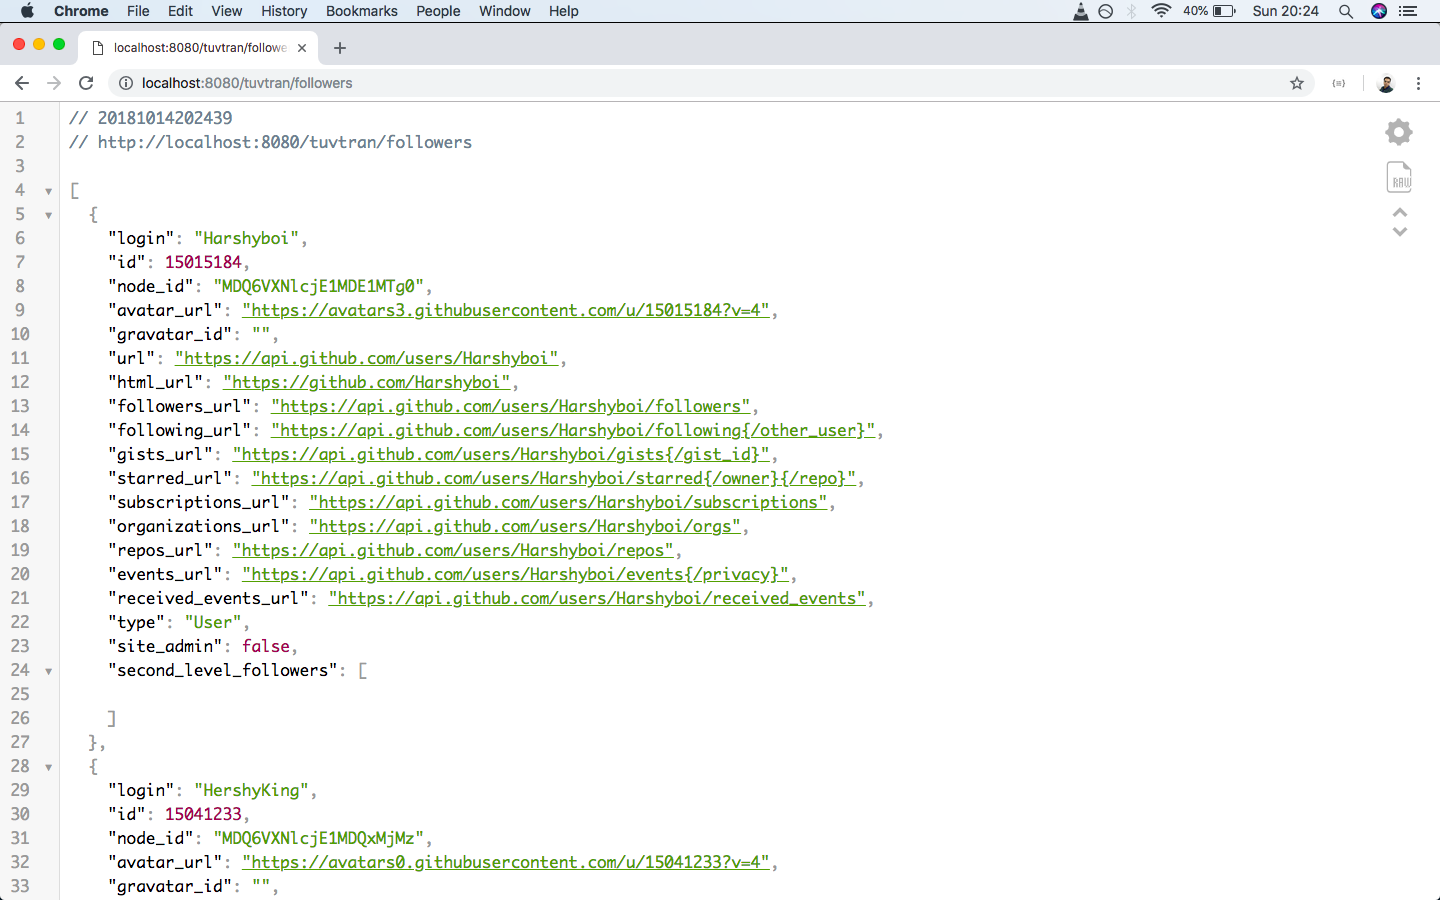 Chrome File Edit View History Bookmarks People Window Help 40% Sun 20:24
localhost:8080/tuvtran/followe
localhost:8080/tuvtran/followers
1 // 20181014202439
2 // http://localhost:8080/tuvtran/followers
3
4 [
5 {
6 "login": "Harshyboi",
7 "id": 15015184,
8 "node_id": "MDQ6VXNlcjE1MDE1MTg0",
9 "avatar_url": "https://avatars3.githubusercontent.com/u/15015184?v=4",
10 "gravatar_id": "",
11 "url": "https://api.github.com/users/Harshyboi",
12 "html_url": "https://github.com/Harshyboi",
13 "followers_url": "https://api.github.com/users/Harshyboi/followers",
14 "following_url": "https://api.github.com/users/Harshyboi/following{/other_user}",
15 "gists_url": "https://api.github.com/users/Harshyboi/gists{/gist_id}",
16 "starred_url": "https://api.github.com/users/Harshyboi/starred{/owner}{/repo}",
17 "subscriptions_url": "https://api.github.com/users/Harshyboi/subscriptions",
18 "organizations_url": "https://api.github.com/users/Harshyboi/orgs",
19 "repos_url": "https://api.github.com/users/Harshyboi/repos",
20 "events_url": "https://api.github.com/users/Harshyboi/events{/privacy}",
21 "received_events_url": "https://api.github.com/users/Harshyboi/received_events",
22 "type": "User",
23 "site_admin": false,
24 "second_level_followers": [
25
26 ]
27 },
28 {
29 "login": "HershyKing",
30 "id": 15041233,
31 "node_id": "MDQ6VXNlcjE1MDQxMjMz",
32 "avatar_url": "https://avatars0.githubusercontent.com/u/15041233?v=4",
33 "gravatar_id": "",
RAW